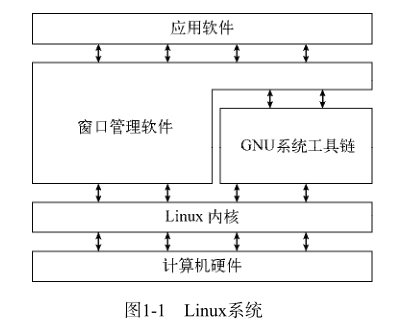 应用软件
窗口管理软件
GNU系统工具链
Linux 内核
计算机硬件
图1-1 Linux系统